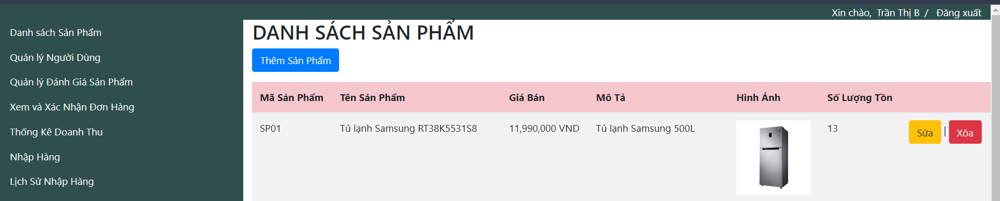 Xin chào, Trần Thị B / Đăng xuất
Danh sách Sản Phẩm
Quản lý Người Dùng
Quản lý Đánh Giá Sản Phẩm
Xem và Xác Nhận Đơn Hàng
Thống Kê Doanh Thu
Nhập Hàng
Lịch Sử Nhập Hàng
DANH SÁCH SẢN PHẨM
Thêm Sản Phẩm
Mã Sản Phẩm Tên Sản Phẩm Giá Bán Mô Tả Hình Ảnh Số Lượng Tồn
SP01 Tủ lạnh Samsung RT38K5531S8 11,990,000 VND Tủ lạnh Samsung 500L 13 Sửa | Xóa